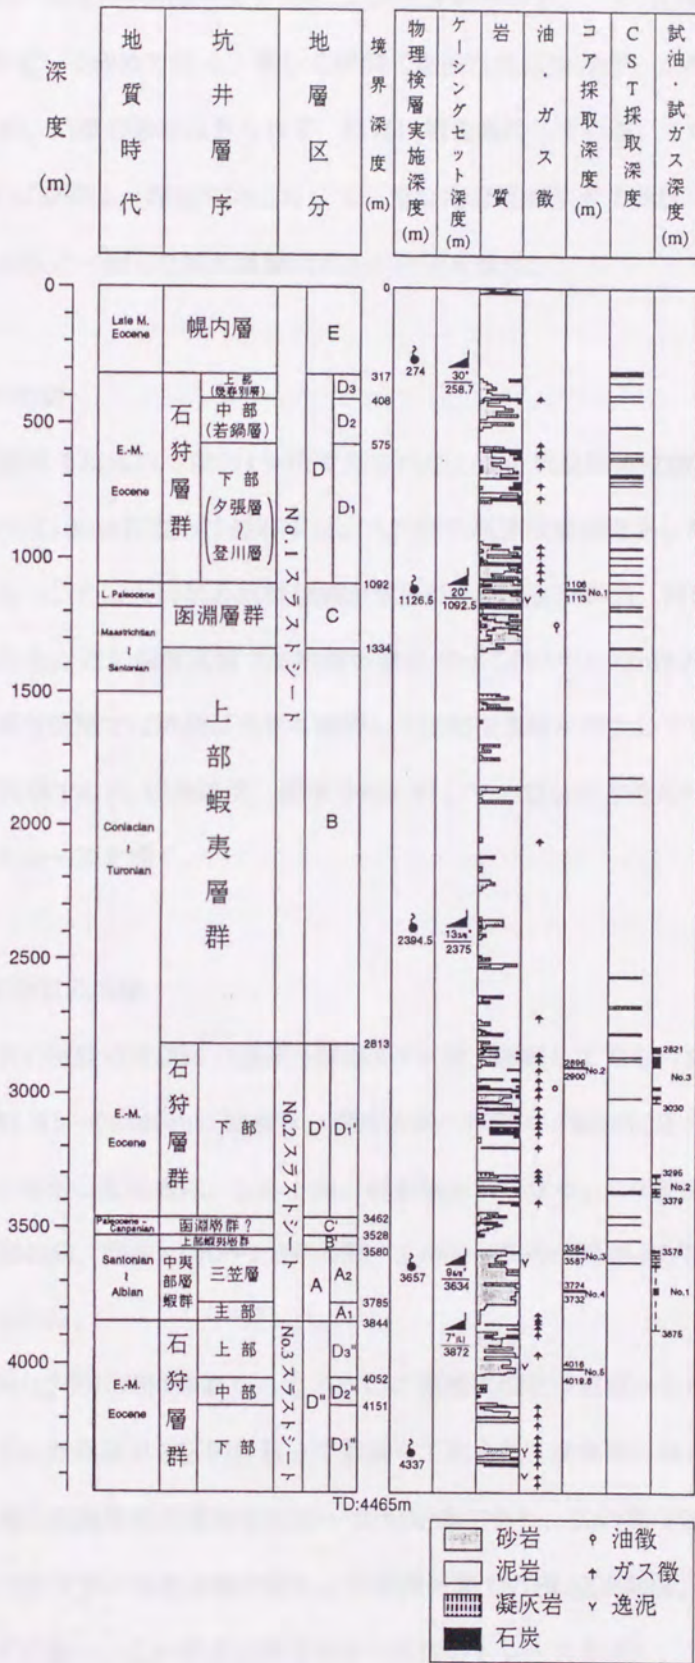 深度(m)
地質時代
坑井層序
地層区分
境界深度(m)
物理検層実施深度(m)
ケーシングセット深度(m)
岩質
油・ガス徴
コア採取深度(m)
CST採取深度
試油・試ガス深度(m)
0
500
1000
1500
2000
2500
3000
3500
4000
Late M. Eocene
E.-M. Eocene
L. Paleocene
Maastrichtian
Santonian
Coniacian
~
Turonian
E.-M. Eocene
Paleocene - Campanian
Santonian
~
Albian
E.-M. Eocene
幌内層
石狩層群
上部
中部
(若鍋層)
下部
(夕張層
登川層)
函淵層群
上部蝦夷層群
石狩層群
下部
函淵層群?
上部蝦夷層群
中部蝦夷層群
三笠層
主部
石狩層群
上部
中部
下部
No.1スラストシート
No.2スラストシート
No.3スラストシート
E
D
D3
D2
D1
C
B
D'
D1'
C'
B'
A
A2
A1
D"
D3"
D2"
D1"
317
408
575
1092
1334
2813
3462
3528
3580
3785
3844
4052
4151
TD:4465m
0
274
1126.5
2394.5
3657
4337
30"
258.7
20"
1092.5
13 3/8"
2375
9 5/8"
3634
7"(L)
3872
1106
1113
No.1
2896
2900
No.2
3584
3587
No.3
3724
3732
No.4
4016
4019.5
No.5
2821
No.3
3030
3295
No.2
3379
3578
No.1
3875
砂岩
泥岩
凝灰岩
石炭
油徴
ガス徴
逸泥